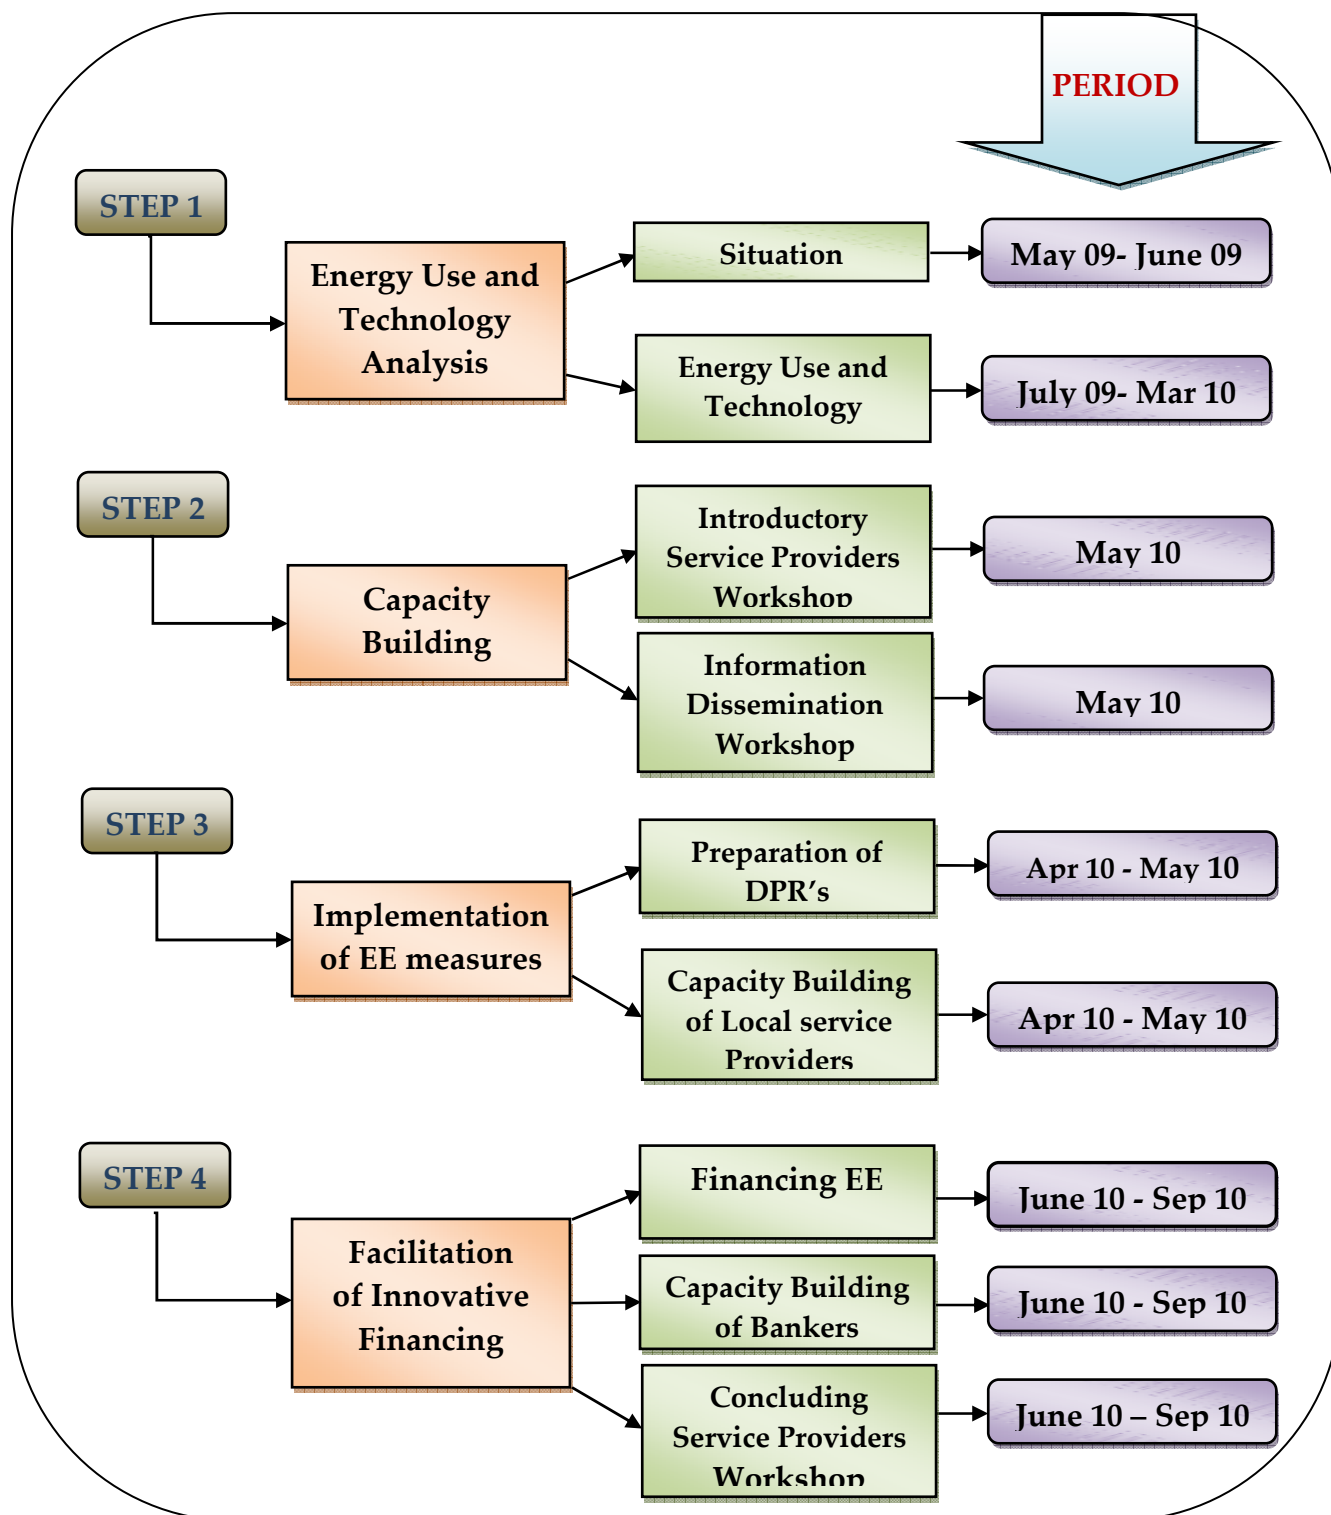 PERIOD
STEP 1
Energy Use and
Technology
Analysis
Situation
May 09- June 09
Energy Use and
Technology
July 09- Mar 10
STEP 2
Capacity
Building
Introductory
Service Providers
Workshop
May 10
Information
Dissemination
Workshop
May 10
STEP 3
Implementation
of EE measures
Preparation of
DPR's
Apr 10 - May 10
Capacity Building
of Local service
Providers
Apr 10 - May 10
STEP 4
Facilitation
of Innovative
Financing
Financing EE
June 10 - Sep 10
Capacity Building
of Bankers
June 10 - Sep 10
Concluding
Service Providers
Workshop
June 10 – Sep 10